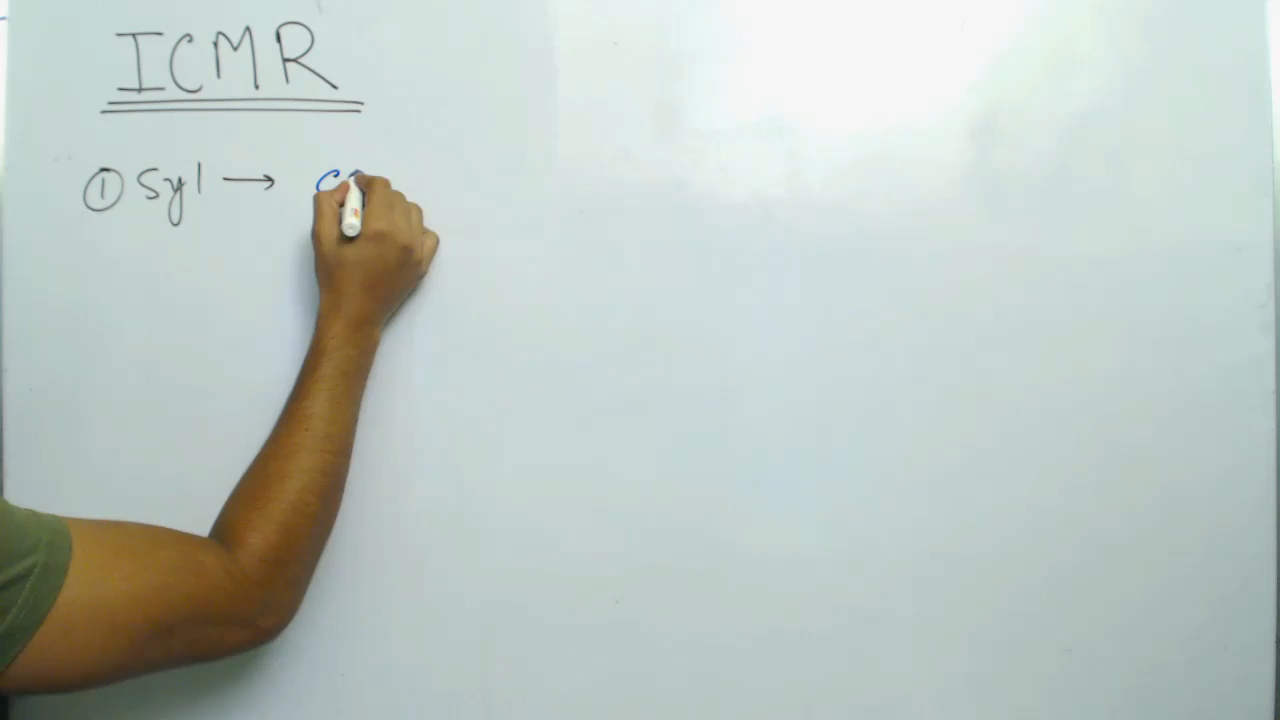 ICMR
① Syl →